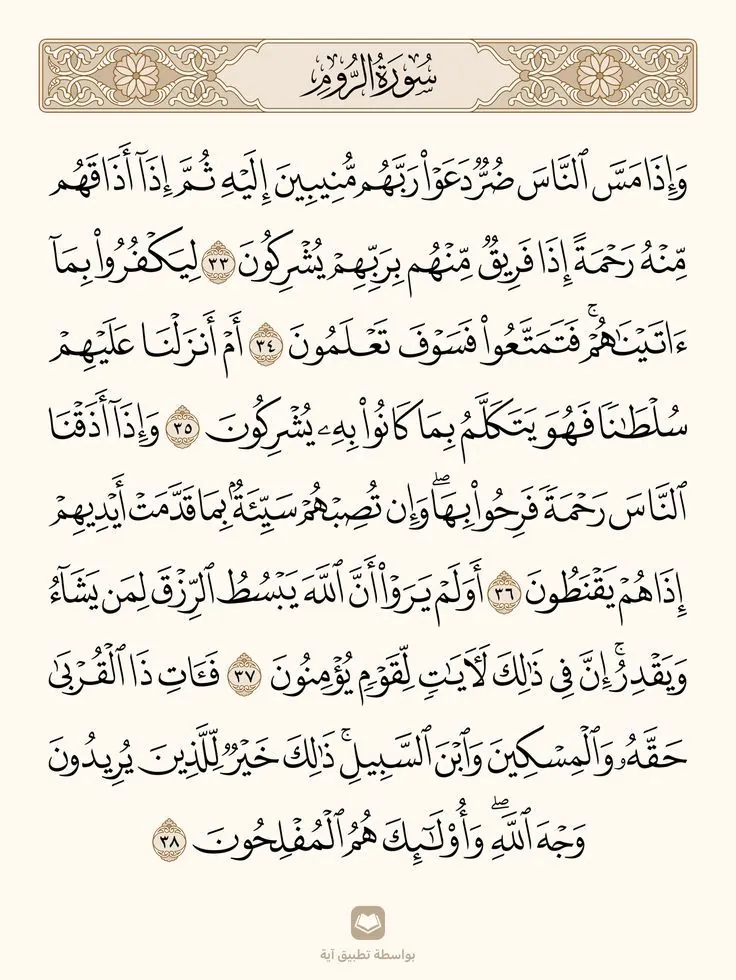 سُورَةُ الرُّومِ
وَإِذَا مَسَّ ٱلنَّاسَ ضُرٌّ دَعَوْا۟ رَبَّهُم مُّنِيبِينَ إِلَيْهِ ثُمَّ إِذَآ أَذَاقَهُم
مِّنْهُ رَحْمَةً إِذَا فَرِيقٌ مِّنْهُم بِرَبِّهِمْ يُشْرِكُونَ ٣٣ لِيَكْفُرُوا۟ بِمَآ
ءَاتَيْنَـٰهُمْ ۚ فَتَمَتَّعُوا۟ فَسَوْفَ تَعْلَمُونَ ٣٤ أَمْ أَنزَلْنَا عَلَيْهِمْ
سُلْطَـٰنًا فَهُوَ يَتَكَلَّمُ بِمَا كَانُوا۟ بِهِۦ يُشْرِكُونَ ٣٥ وَإِذَآ أَذَقْنَا
ٱلنَّاسَ رَحْمَةً فَرِحُوا۟ بِهَا ۖ وَإِن تُصِبْهُمْ سَيِّئَةٌۢ بِمَا قَدَّمَتْ أَيْدِيهِمْ
إِذَا هُمْ يَقْنَطُونَ ٣٦ أَوَلَمْ يَرَوْا۟ أَنَّ ٱللَّهَ يَبْسُطُ ٱلرِّزْقَ لِمَن يَشَآءُ
وَيَقْدِرُ ۚ إِنَّ فِى ذَٰلِكَ لَـَٔايَـٰتٍ لِّقَوْمٍ يُؤْمِنُونَ ٣٧ فَـَٔاتِ ذَا ٱلْقُرْبَىٰ
حَقَّهُۥ وَٱلْمِسْكِينَ وَٱبْنَ ٱلسَّبِيلِ ۚ ذَٰلِكَ خَيْرٌ لِّلَّذِينَ يُرِيدُونَ
وَجْهَ ٱللَّهِ ۖ وَأُو۟لَـٰٓئِكَ هُمُ ٱلْمُفْلِحُونَ ٣٨
بواسطة تطبيق آية